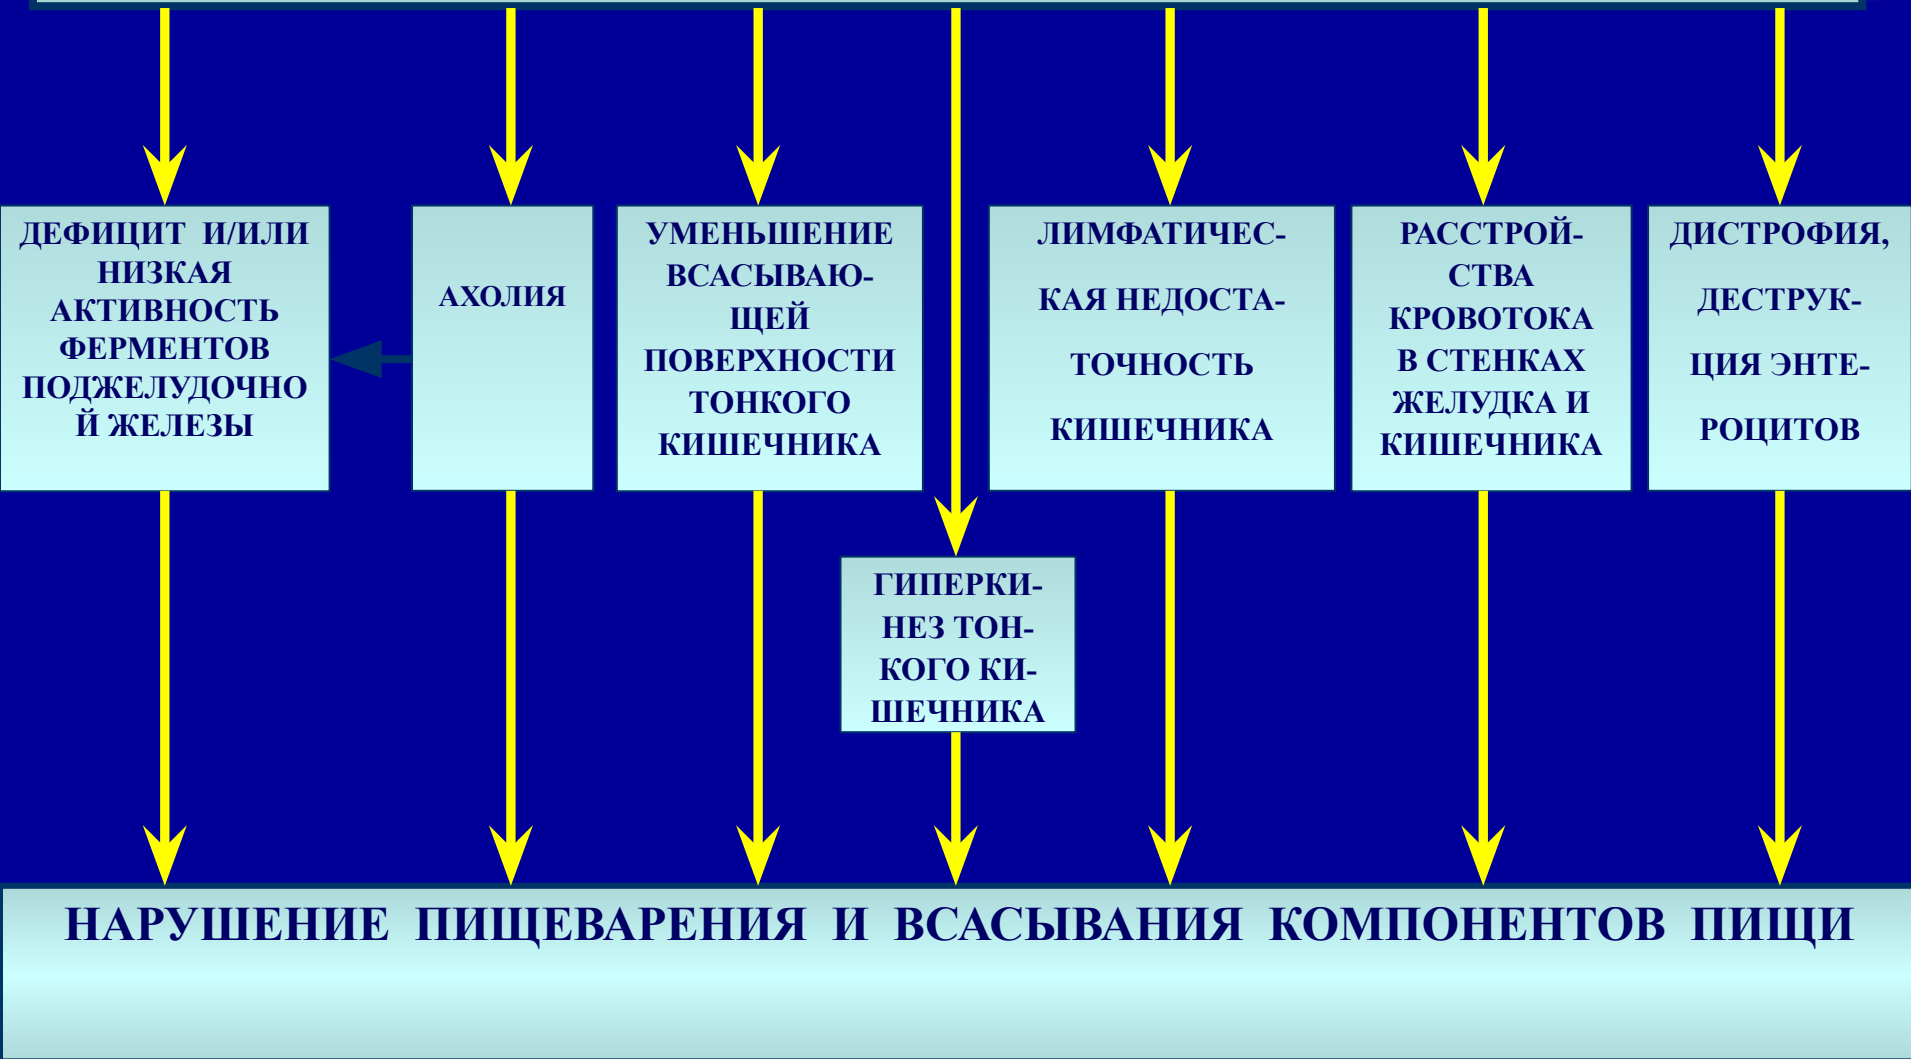 ДЕФИЦИТ И/ИЛИ
НИЗКАЯ
АКТИВНОСТЬ
ФЕРМЕНТОВ
ПОДЖЕЛУДОЧНО
Й ЖЕЛЕЗЫ
АХОЛИЯ
УМЕНЬШЕНИЕ
ВСАСЫВАЮ-
ЩЕЙ
ПОВЕРХНОСТИ
ТОНКОГО
КИШЕЧНИКА
ЛИМФАТИЧЕС-
КАЯ НЕДОСТА-
ТОЧНОСТЬ
КИШЕЧНИКА
РАССТРОЙ-
СТВА
КРОВОТОКА
В СТЕНКАХ
ЖЕЛУДКА И
КИШЕЧНИКА
ДИСТРОФИЯ,
ДЕСТРУК-
ЦИЯ ЭНТЕ-
РОЦИТОВ
ГИПЕРКИ-
НЕЗ ТОН-
КОГО КИ-
ШЕЧНИКА
НАРУШЕНИЕ ПИЩЕВАРЕНИЯ И ВСАСЫВАНИЯ КОМПОНЕНТОВ ПИЩИ